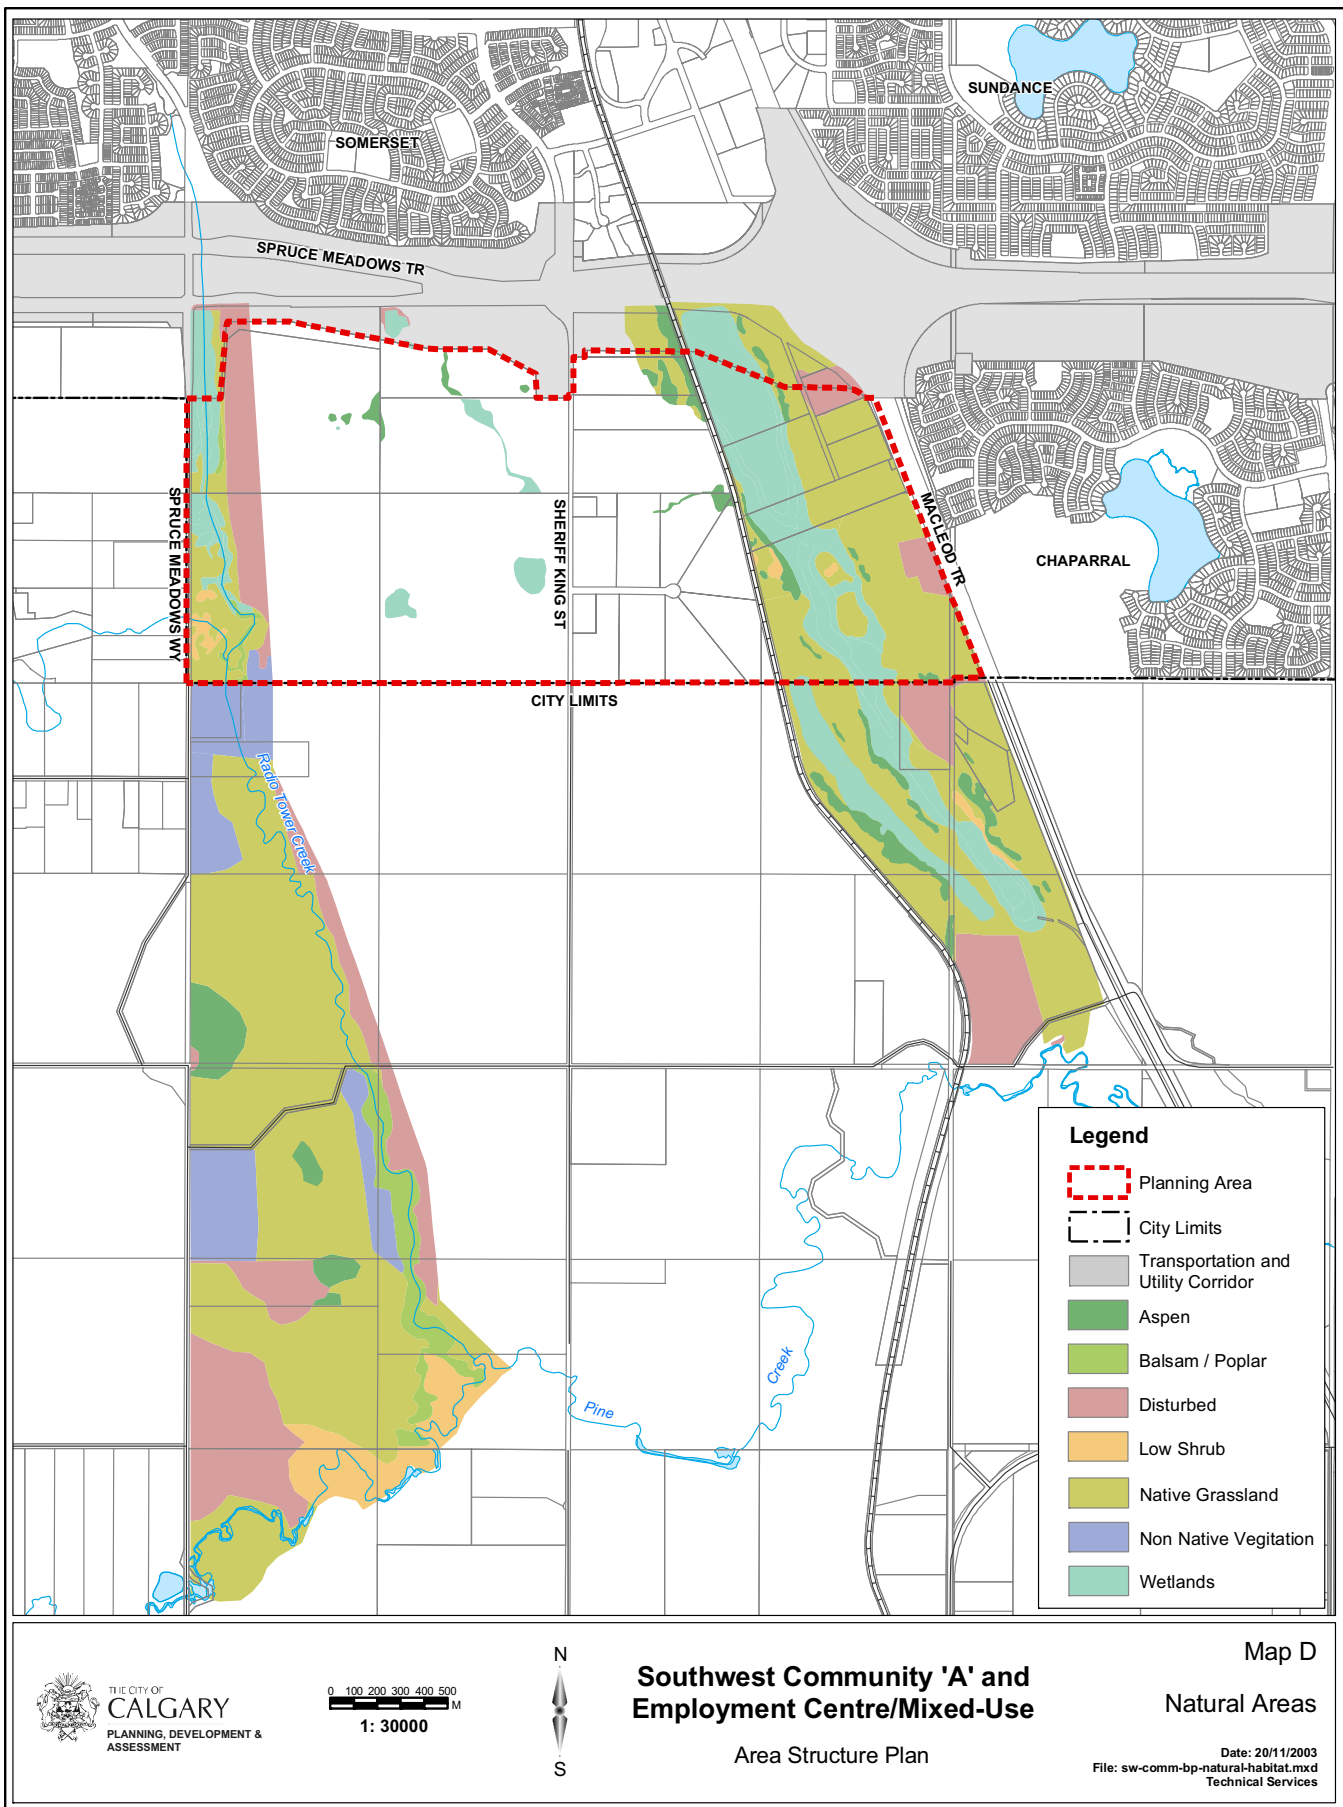 SUNDANCE
SOMERSET
SPRUCE MEADOWS TR
SPRUCE MEADOWS WY
SHERIFF KING ST
MACLEOD TR
CHAPARRAL
CITY LIMITS
Radio Tower Creek
Pine
Creek
Legend
Planning Area
City Limits
Transportation and
Utility Corridor
Aspen
Balsam / Poplar
Disturbed
Low Shrub
Native Grassland
Non Native Vegitation
Wetlands
THE CITY OF
CALGARY
PLANNING, DEVELOPMENT &
ASSESSMENT
0 100 200 300 400 500
M
1: 30000
N
S
Southwest Community 'A' and
Employment Centre/Mixed-Use
Area Structure Plan
Map D
Natural Areas
Date: 20/11/2003
File: sw-comm-bp-natural-habitat.mxd
Technical Services